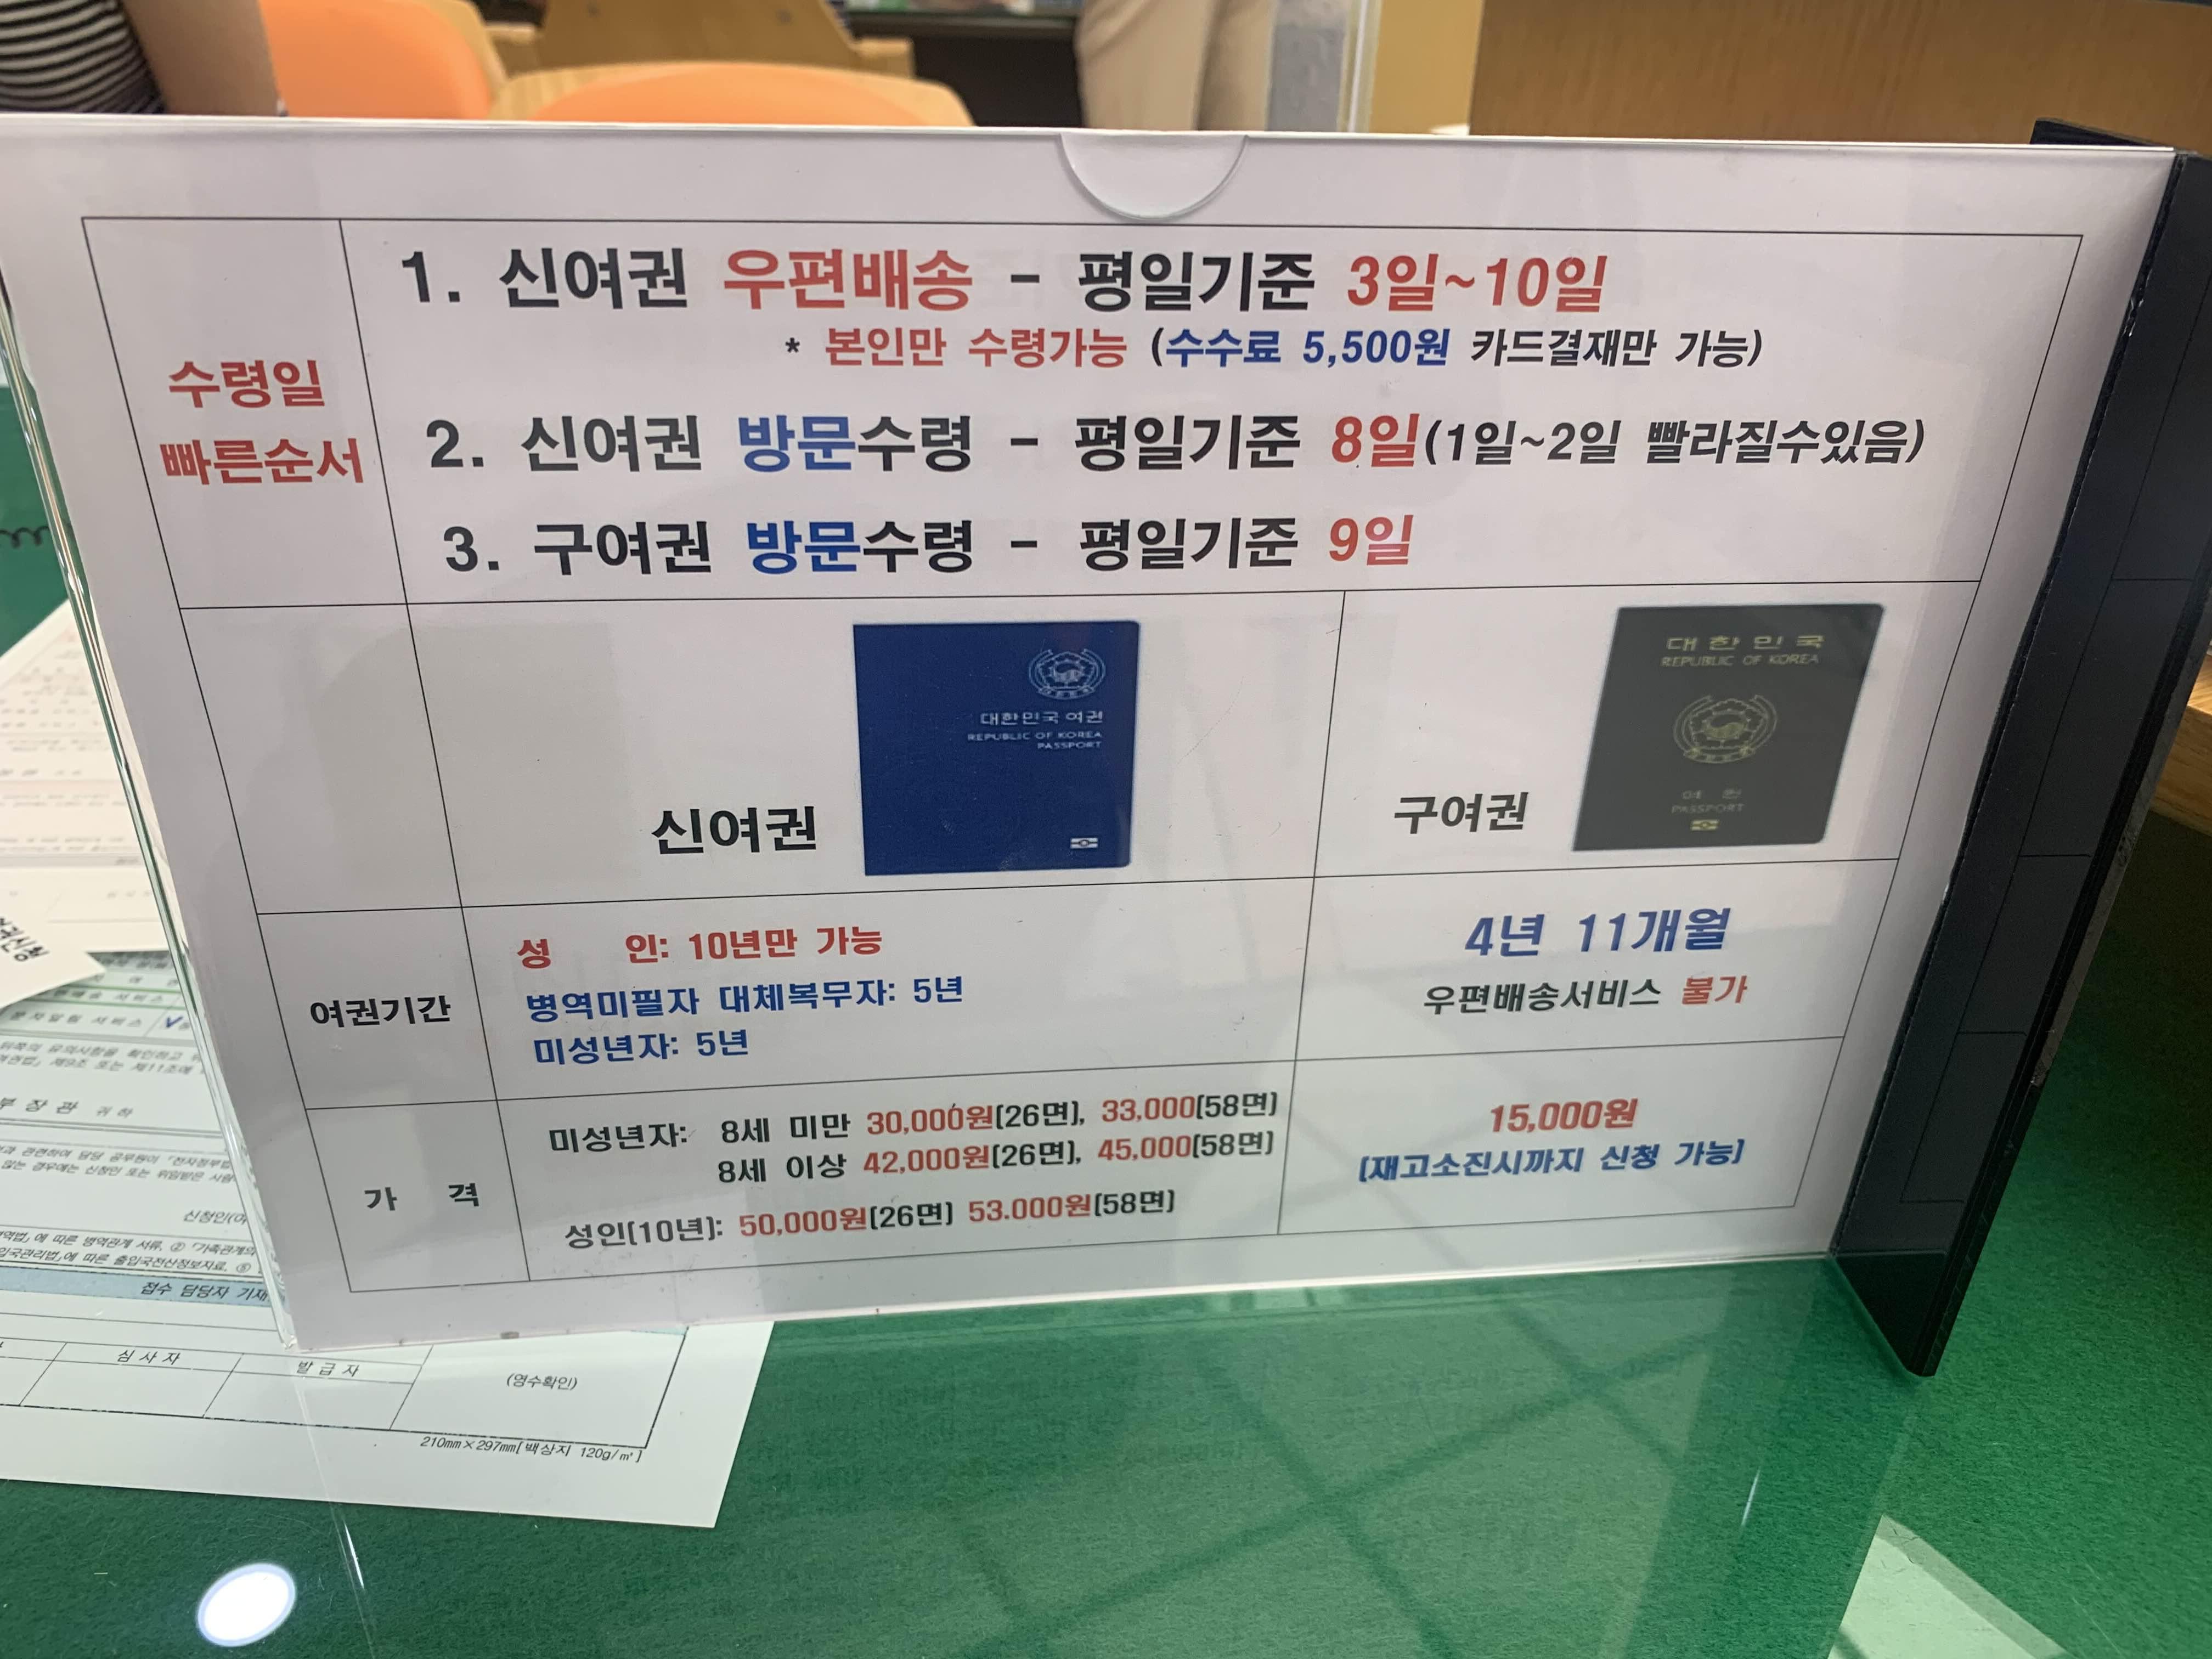 수령일
빠른순서
1. 신여권 우편배송 - 평일기준 3일~10일
* 본인만 수령가능 (수수료 5,500원 카드결재만 가능)
2. 신여권 방문수령 - 평일기준 8일(1일~2일 빨라질수있음)
3. 구여권 방문수령 - 평일기준 9일
신여권
대한민국 여권
REPUBLIC OF KOREA
PASSPORT
구여권
대한민국
REPUBLIC OF KOREA
여권
PASSPORT
여권기간
성 인: 10년만 가능
병역미필자 대체복무자: 5년
미성년자: 5년
4년 11개월
우편배송서비스 불가
가 격
미성년자: 8세 미만 30,000원(26면), 33,000(58면)
8세 이상 42,000원(26면), 45,000(58면)
성인(10년): 50,000원(26면) 53.000원(58면)
15,000원
(재고소진시까지 신청 가능)
부 장 관 귀하
접수 담당자 기재
심 사 자
발 급 자
(영수확인)
210mm×297mm[백상지 120g/㎡]